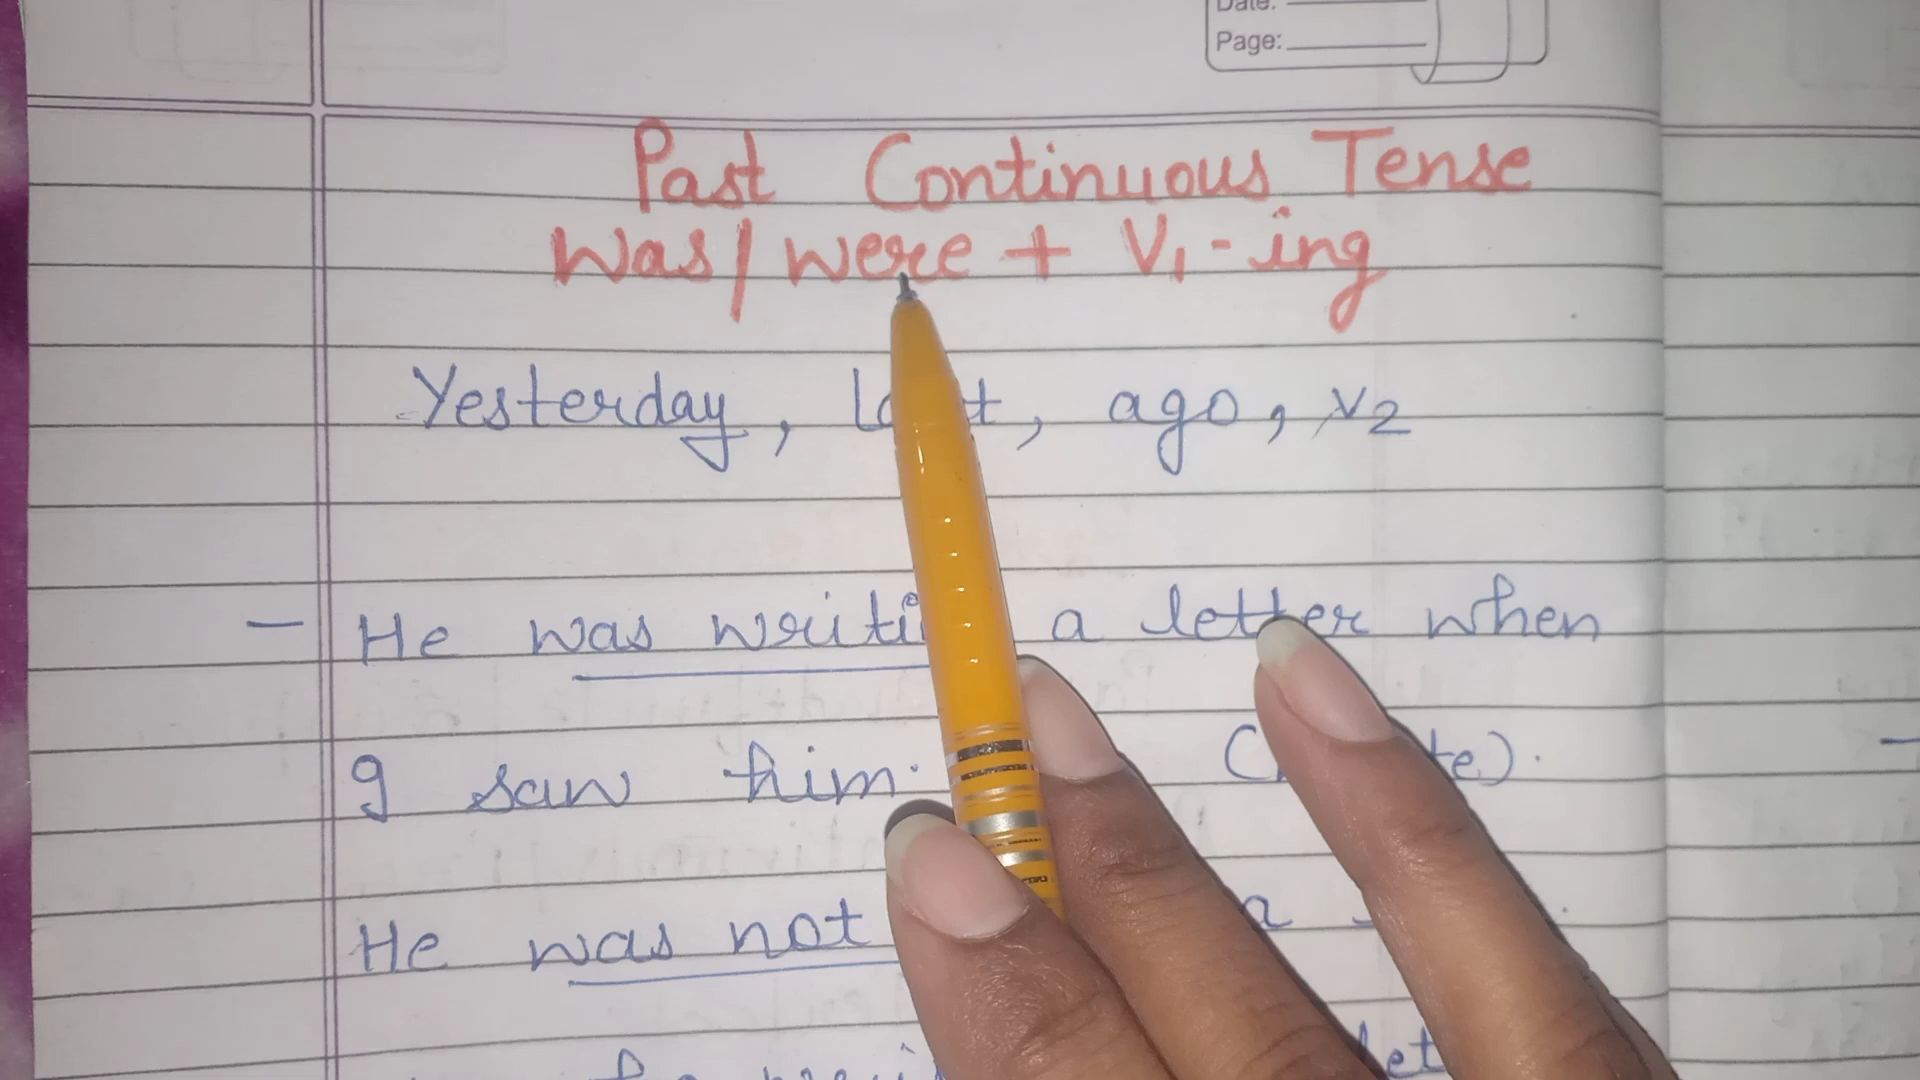 Date:
Page:
Past Continuous Tense
Was/were + V1-ing
Yesterday, ago, V2
- He was a letter when
I saw him.
He was not a